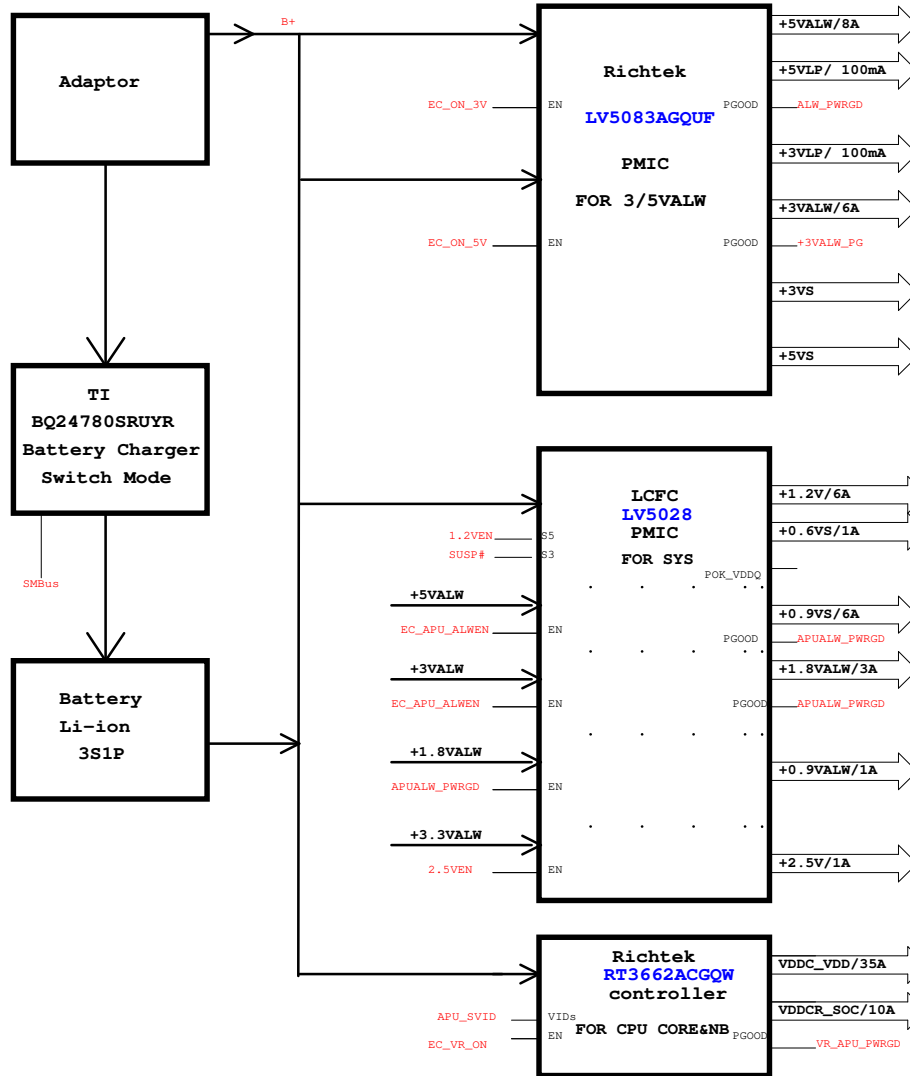 B+
Adaptor
Richtek
LV5083AGQUF
PMIC
FOR 3/5VALW
EC_ON_3V
EN
PGOOD
ALW_PWRGD
EC_ON_5V
EN
PGOOD
+3VALW_PG
+5VALW/8A
+5VLP/ 100mA
+3VLP/ 100mA
+3VALW/6A
+3VS
+5VS
TI
BQ24780SRUYR
Battery Charger
Switch Mode
SMBus
Battery
Li-ion
3S1P
LCFC
LV5028
PMIC
FOR SYS
1.2VEN
S5
SUSP#
S3
POK_VDDQ
+5VALW
EC_APU_ALWEN
EN
PGOOD
APUALW_PWRGD
+3VALW
EC_APU_ALWEN
EN
PGOOD
APUALW_PWRGD
+1.8VALW
APUALW_PWRGD
EN
+3.3VALW
2.5VEN
EN
+1.2V/6A
+0.6VS/1A
+0.9VS/6A
+1.8VALW/3A
+0.9VALW/1A
+2.5V/1A
Richtek
RT3662ACGQW
controller
FOR CPU CORE&NB
APU_SVID
VIDs
EC_VR_ON
EN
PGOOD
VR_APU_PWRGD
VDDC_VDD/35A
VDDCR_SOC/10A